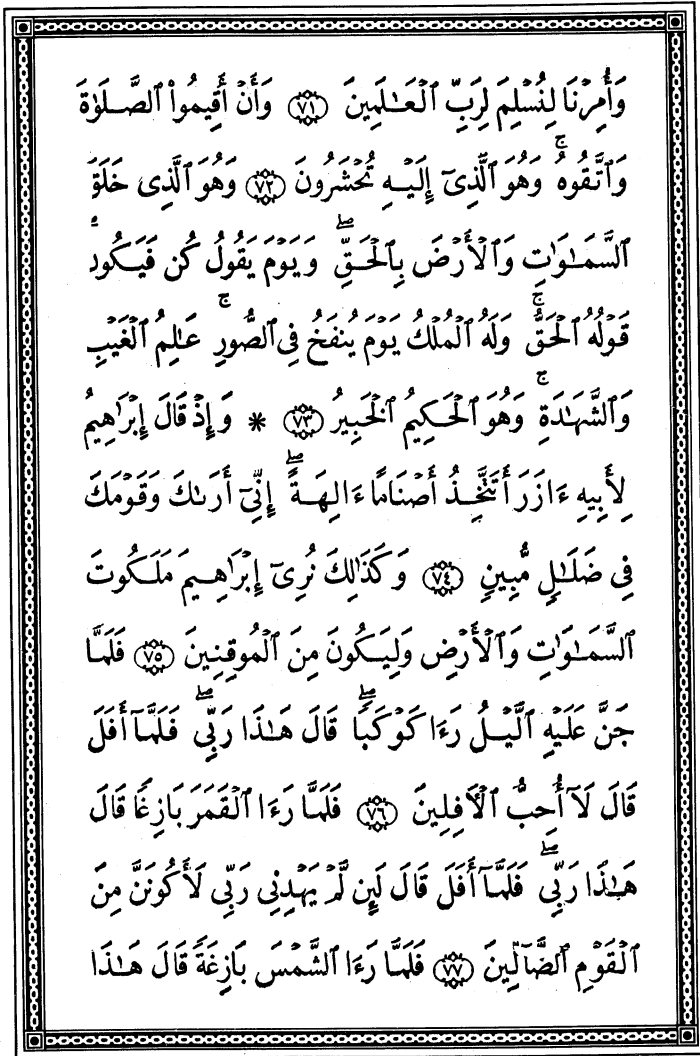 وَأُمِرْنَا لِنُسْلِمَ لِرَبِّ ٱلْعَـٰلَمِينَ ٧١ وَأَنْ أَقِيمُوا۟ ٱلصَّلَوٰةَ
وَٱتَّقُوهُ ۚ وَهُوَ ٱلَّذِىٓ إِلَيْهِ تُحْشَرُونَ ٧٢ وَهُوَ ٱلَّذِى خَلَقَ
ٱلسَّمَـٰوَٰتِ وَٱلْأَرْضَ بِٱلْحَقِّ ۖ وَيَوْمَ يَقُولُ كُن فَيَكُونُ ۚ
قَوْلُهُ ٱلْحَقُّ ۚ وَلَهُ ٱلْمُلْكُ يَوْمَ يُنفَخُ فِى ٱلصُّورِ ۚ عَـٰلِمُ ٱلْغَيْبِ
وَٱلشَّهَـٰدَةِ ۚ وَهُوَ ٱلْحَكِيمُ ٱلْخَبِيرُ ٧٣ * وَإِذْ قَالَ إِبْرَٰهِيمُ
لِأَبِيهِ ءَازَرَ أَتَتَّخِذُ أَصْنَامًا ءَالِهَةً ۖ إِنِّىٓ أَرَىٰكَ وَقَوْمَكَ
فِى ضَلَـٰلٍ مُّبِينٍ ٧٤ وَكَذَٰلِكَ نُرِىٓ إِبْرَٰهِيمَ مَلَكُوتَ
ٱلسَّمَـٰوَٰتِ وَٱلْأَرْضِ وَلِيَكُونَ مِنَ ٱلْمُوقِنِينَ ٧٥ فَلَمَّا
جَنَّ عَلَيْهِ ٱلَّيْلُ رَءَا كَوْكَبًا ۖ قَالَ هَـٰذَا رَبِّى ۖ فَلَمَّآ أَفَلَ
قَالَ لَآ أُحِبُّ ٱلْـَٔافِلِينَ ٧٦ فَلَمَّا رَءَا ٱلْقَمَرَ بَازِغًا قَالَ
هَـٰذَا رَبِّى ۖ فَلَمَّآ أَفَلَ قَالَ لَئِن لَّمْ يَهْدِنِى رَبِّى لَأَكُونَنَّ مِنَ
ٱلْقَوْمِ ٱلضَّآلِّينَ ٧٧ فَلَمَّا رَءَا ٱلشَّمْسَ بَازِغَةً قَالَ هَـٰذَا